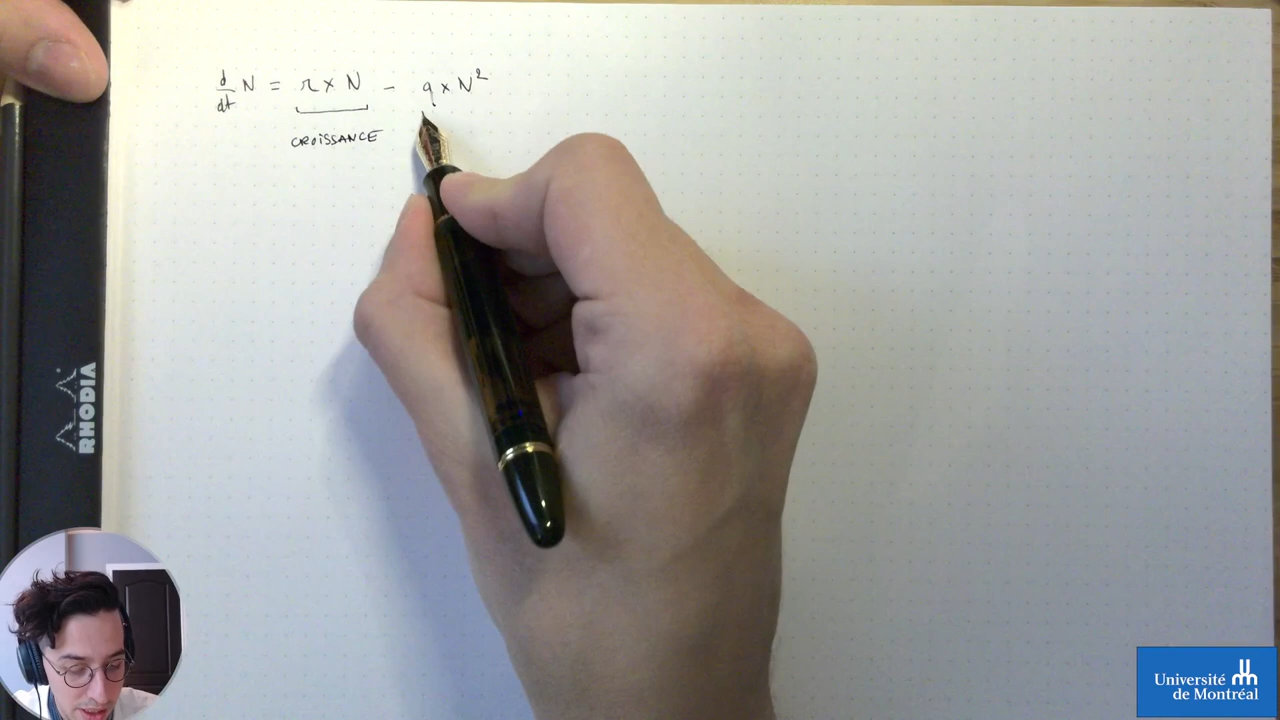 d/dt N = r × N - q × N²
CROISSANCE
RHODIA
Université
de Montréal